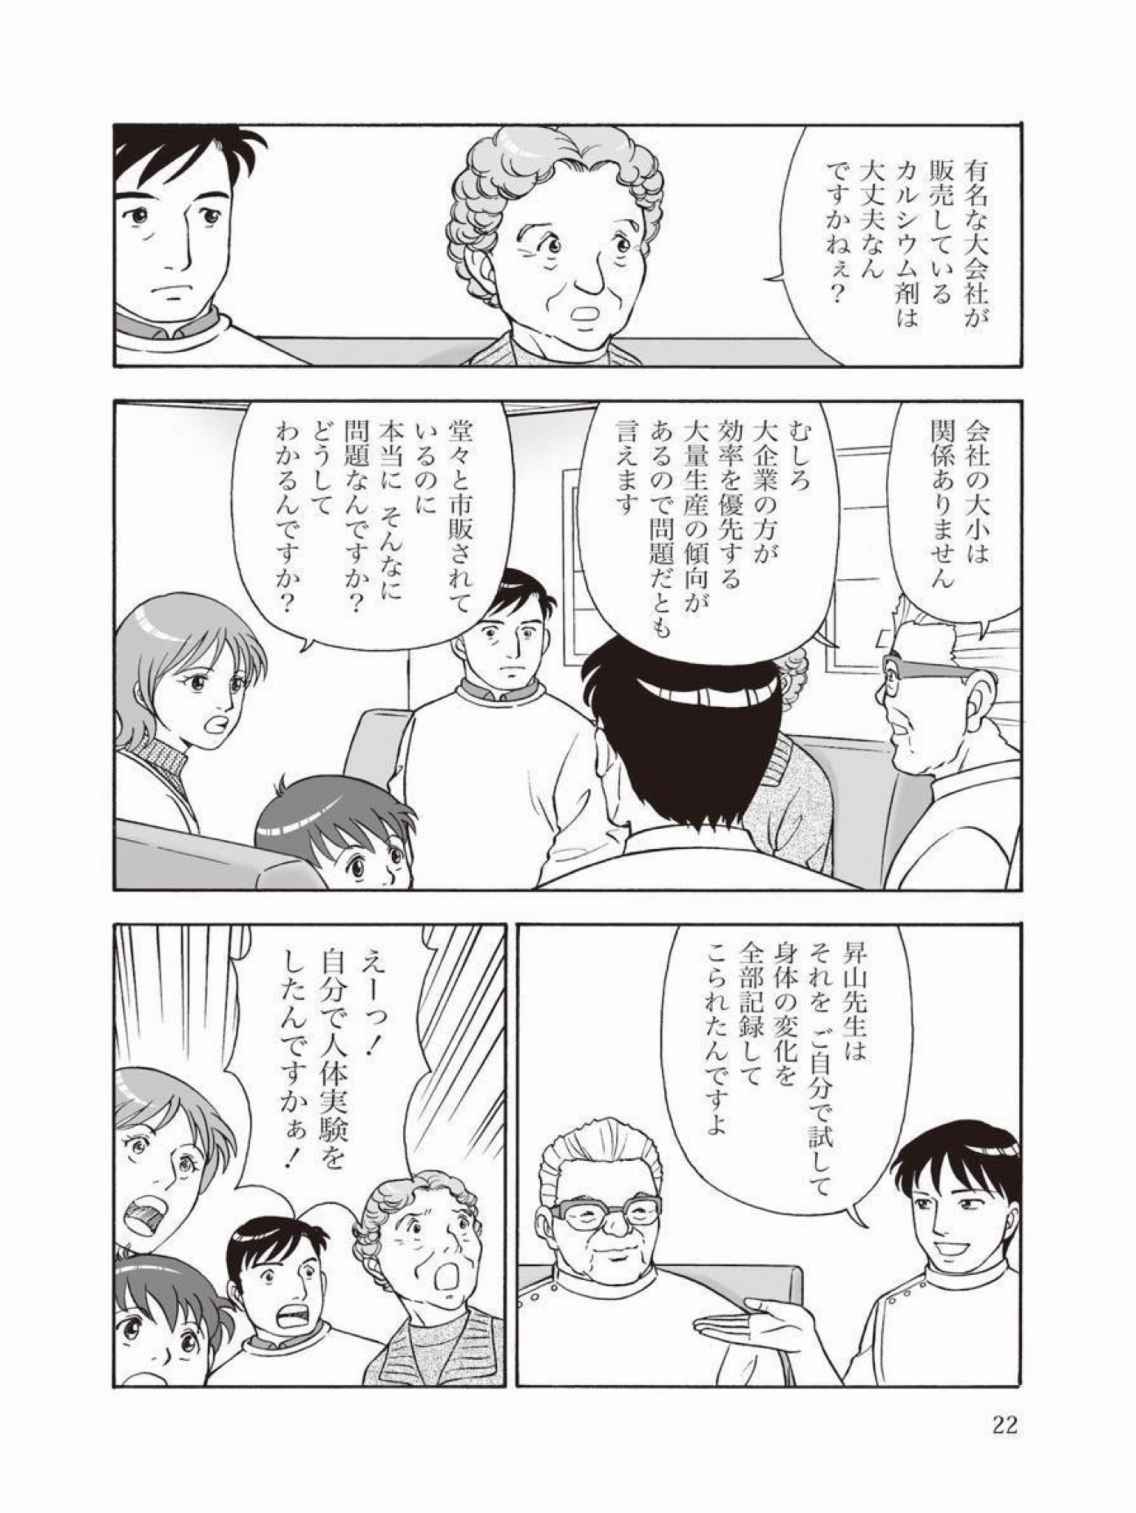 有名な大会社が
販売している
カルシウム剤は
大丈夫なん
ですかねぇ？
会社の大小は
関係ありません
むしろ
大企業の方が
効率を優先する
大量生産の傾向が
あるので問題だとも
言えます
堂々と市販されて
いるのに
本当に そんなに
問題なんですか？
どうして
わかるんですか？
昇山先生は
それを ご自分で試して
身体の変化を
全部記録して
こられたんですよ
えーっ！
自分で人体実験を
したんですかぁ！
22